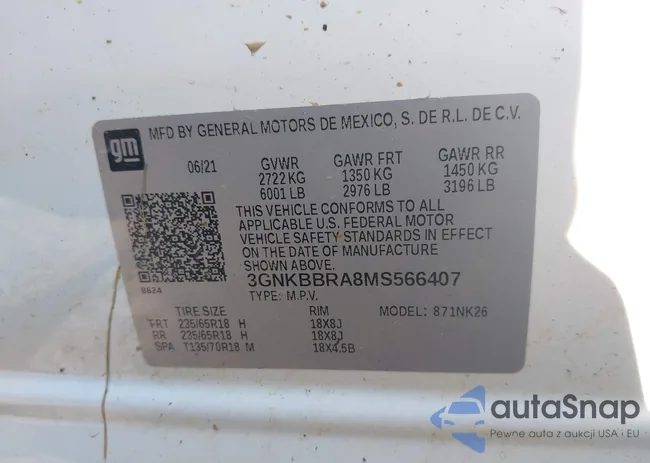 gm
MFD BY GENERAL MOTORS DE MEXICO, S. DE R.L. DE C.V.
06/21 GVWR GAWR FRT GAWR RR
2722 KG 1350 KG 1450 KG
6001 LB 2976 LB 3196 LB
THIS VEHICLE CONFORMS TO ALL
APPLICABLE U.S. FEDERAL MOTOR
VEHICLE SAFETY STANDARDS IN EFFECT
ON THE DATE OF MANUFACTURE
SHOWN ABOVE.
8624
3GNKBBRA8MS566407
TYPE: M.P.V.
TIRE SIZE RIM MODEL: 871NK26
FRT 235/65R18 H 18X8J
RR 235/65R18 H 18X8J
SPA T135/70R18 M 18X4.5B
autaSnap
Pewne auta z aukcji USA i EU